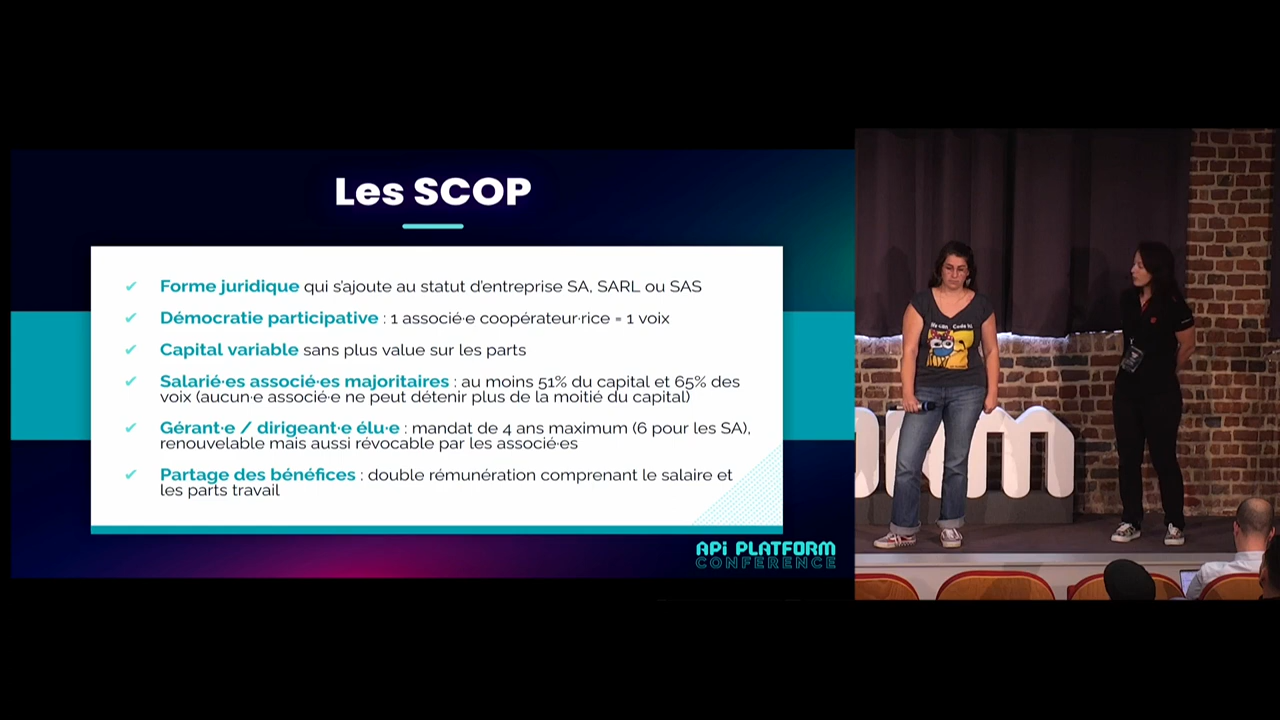 Les SCOP
✔ Forme juridique qui s'ajoute au statut d'entreprise SA, SARL ou SAS
✔ Démocratie participative : 1 associé·e coopérateur·rice = 1 voix
✔ Capital variable sans plus value sur les parts
✔ Salarié·es associé·es majoritaires : au moins 51% du capital et 65% des
voix (aucun·e associé·e ne peut détenir plus de la moitié du capital)
✔ Gérant·e / dirigeant·e élu·e : mandat de 4 ans maximum (6 pour les SA),
renouvelable mais aussi révocable par les associé·es
✔ Partage des bénéfices : double rémunération comprenant le salaire et
les parts travail
APi PLATFORM
CONFERENCE
We can Code it!